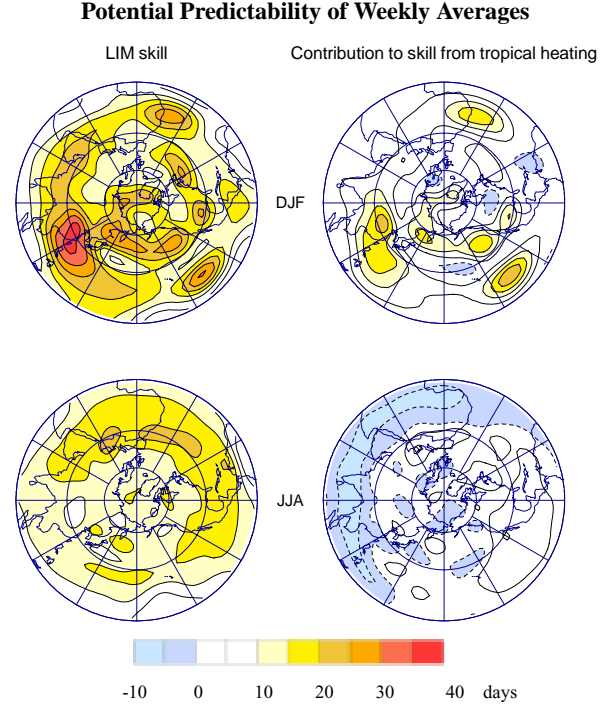 Potential Predictability of Weekly Averages
LIM skill
Contribution to skill from tropical heating
DJF
JJA
-10 0 10 20 30 40 days